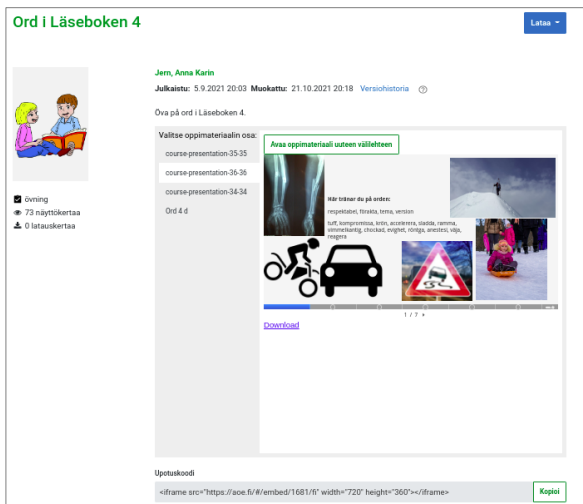 Ord i Läseboken 4
Lataa
Jern, Anna Karin
Julkaistu: 5.9.2021 20:03 Muokattu: 21.10.2021 20:18 Versiohistoria
Öva på ord i Läseboken 4.
övning
73 näyttökertaa
0 latauskertaa
Valitse oppimateriaalin osa:
course-presentation-35-35
course-presentation-36-36
course-presentation-34-34
Ord 4 d
Avaa oppimateriaali uuteen välilehteen
Här tränar du på orden:
respektabel, förakta, tema, version
tuff, kompromissa, krön, accelerera, sladda, ramma,
vimmelkantig, chockad, evighet, röntga, anestesi, väja,
reagera
1 / 7
Download
Upotuskoodi
<iframe src="https://aoe.fi/#/embed/1681/fi" width="720" height="360"></iframe>
Kopioi